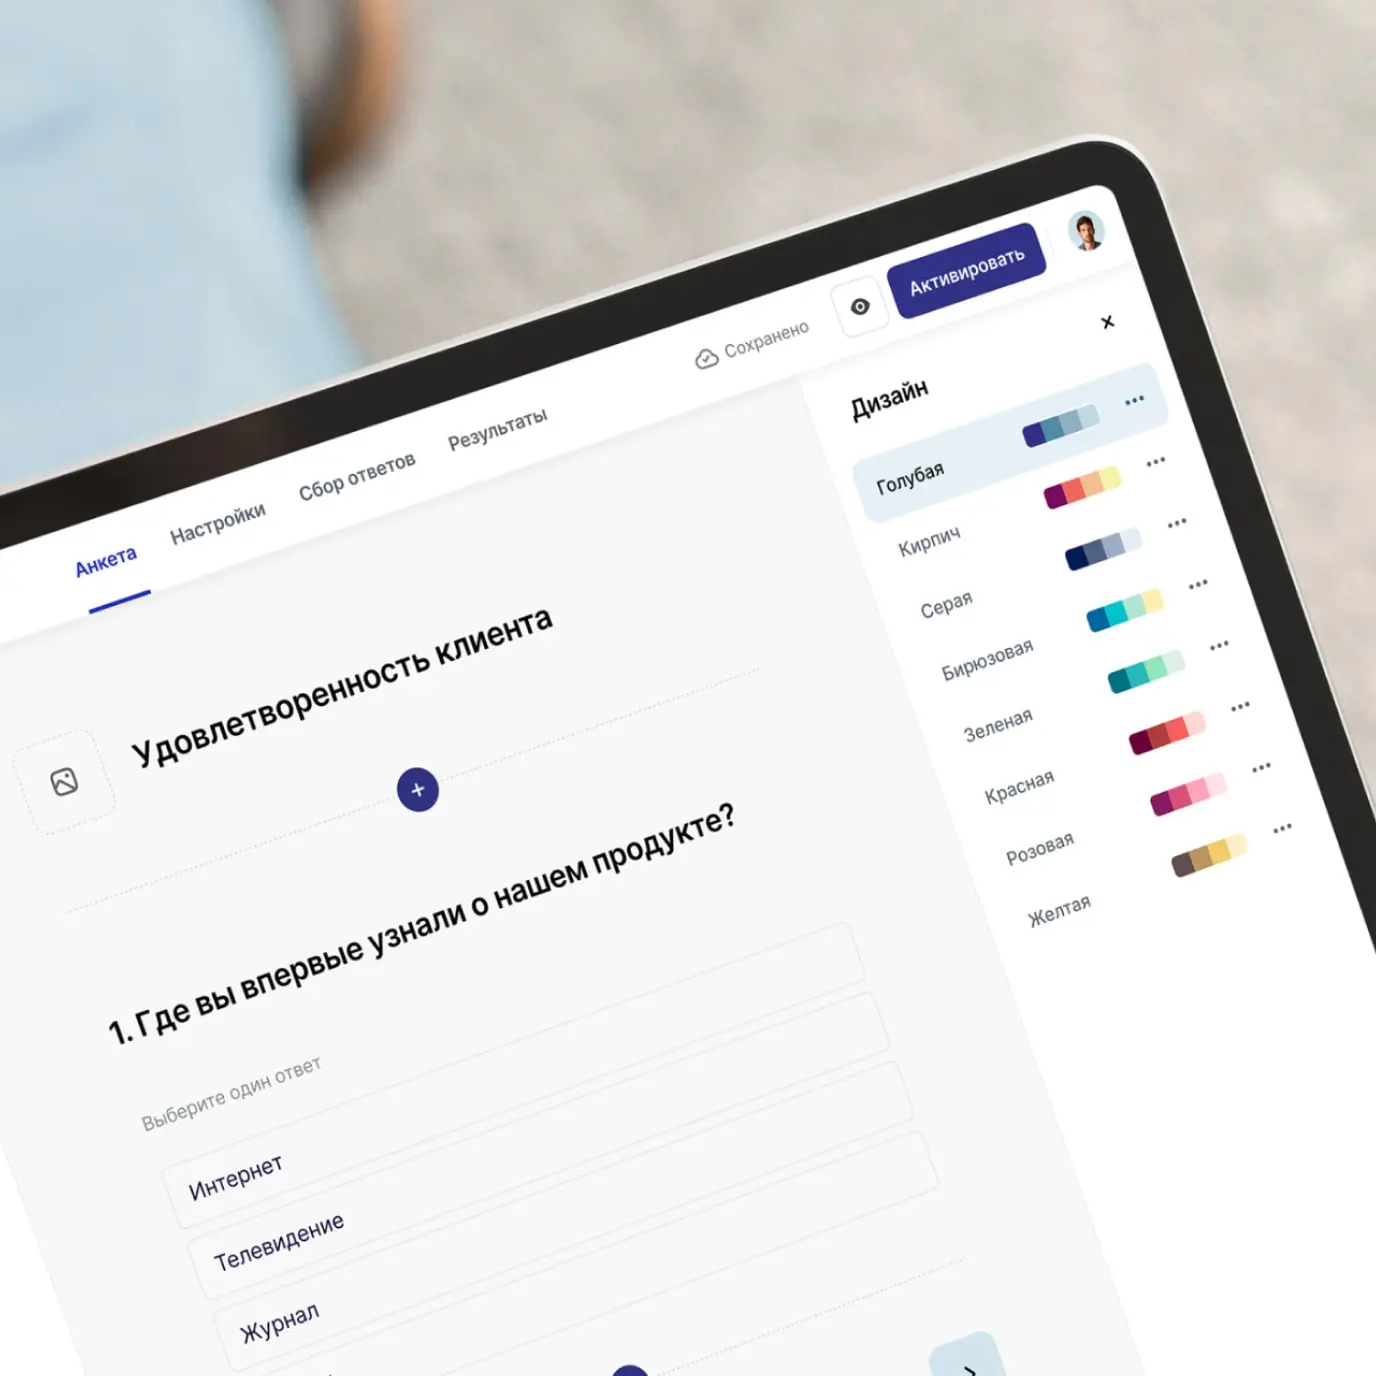 Активировать
Сохранено
Анкета
Настройки
Сбор ответов
Результаты
Дизайн
Голубая
Кирпич
Серая
Бирюзовая
Зеленая
Красная
Розовая
Желтая
Удовлетворенность клиента
1. Где вы впервые узнали о нашем продукте?
Выберите один ответ
Интернет
Телевидение
Журнал